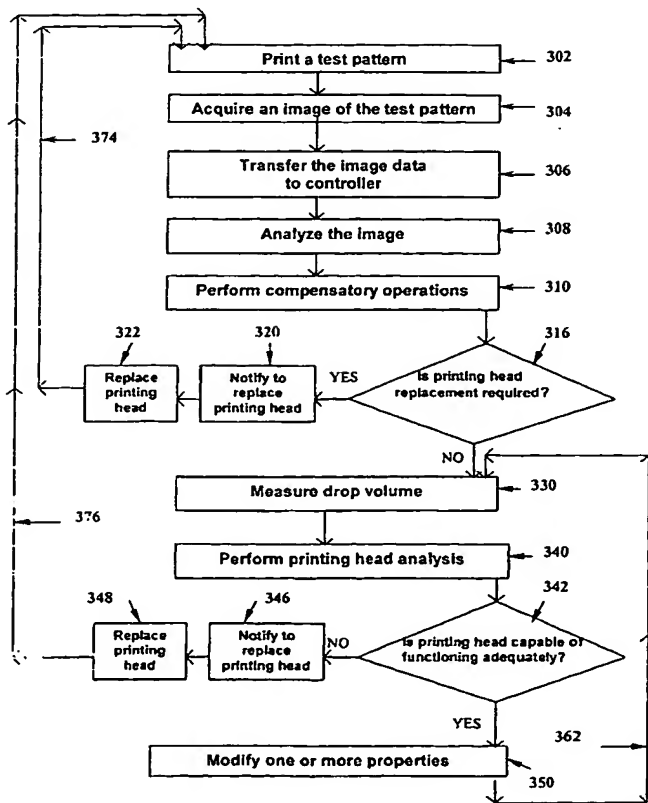 Print a test pattern
302
Acquire an image of the test pattern
304
374
Transfer the image data
to controller
306
Analyze the image
308
Perform compensatory operations
310
322
320
316
Replace
printing
head
Notify to
replace
printing head
YES
Is printing head
replacement required?
NO
Measure drop volume
330
376
Perform printing head analysis
340
348
346
342
Replace
printing
head
Notify to
replace
printing head
NO
Is printing head capable of
functioning adequately?
YES
362
Modify one or more properties
350